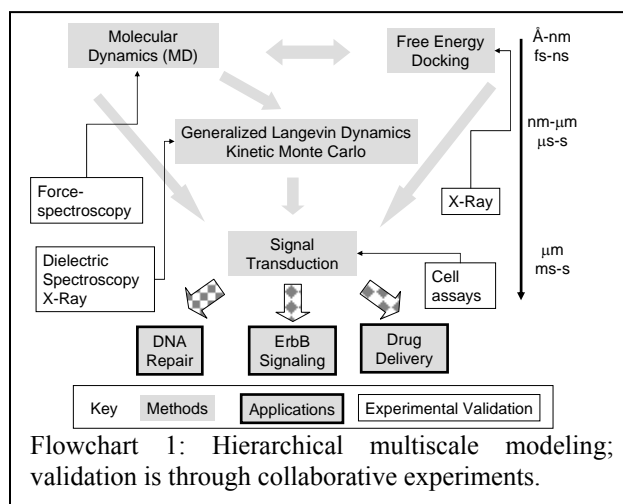 Molecular
Dynamics (MD)
Free Energy
Docking
Å-nm
fs-ns
Generalized Langevin Dynamics
Kinetic Monte Carlo
nm-μm
μs-s
Force-
spectroscopy
X-Ray
Signal
Transduction
μm
ms-s
Dielectric
Spectroscopy
X-Ray
Cell
assays
DNA
Repair
ErbB
Signaling
Drug
Delivery
Key
Methods
Applications
Experimental Validation
Flowchart 1: Hierarchical multiscale modeling;
validation is through collaborative experiments.